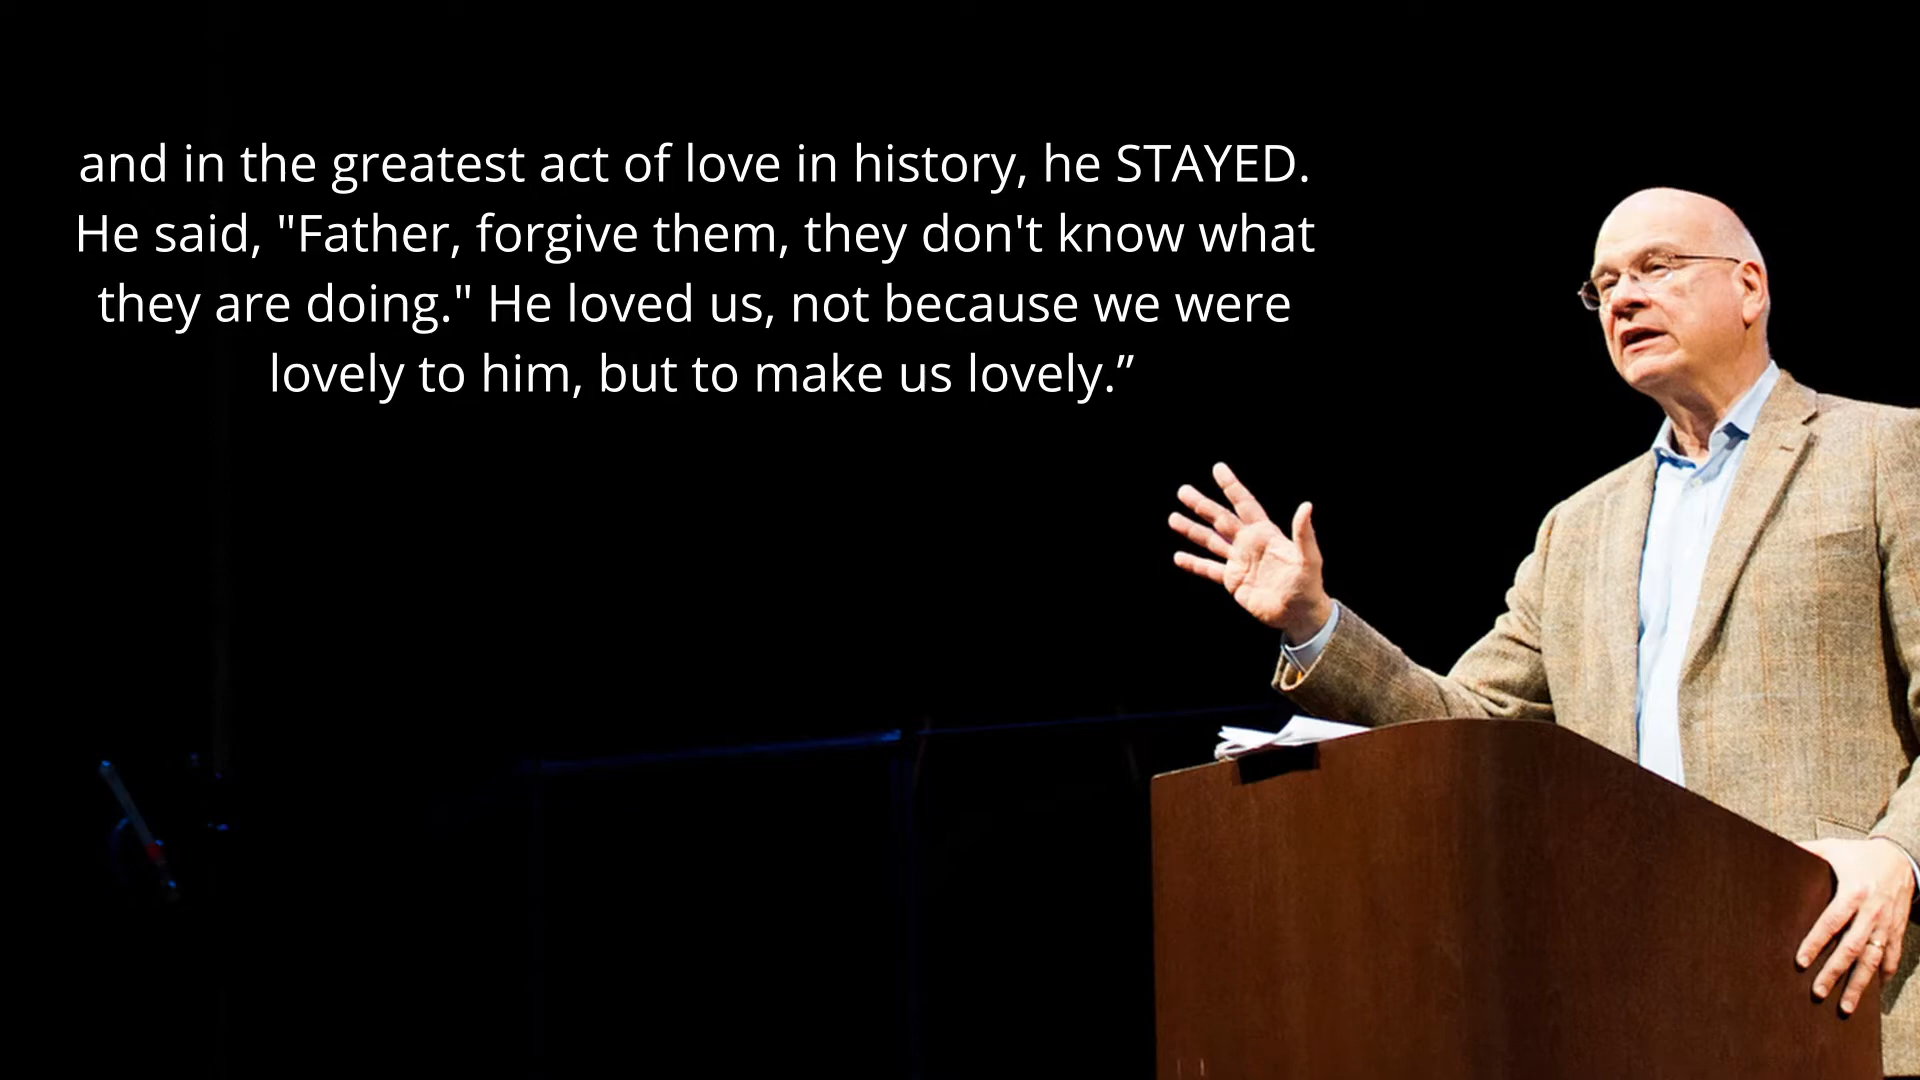 and in the greatest act of love in history, he STAYED.
He said, "Father, forgive them, they don't know what
they are doing." He loved us, not because we were
lovely to him, but to make us lovely.”